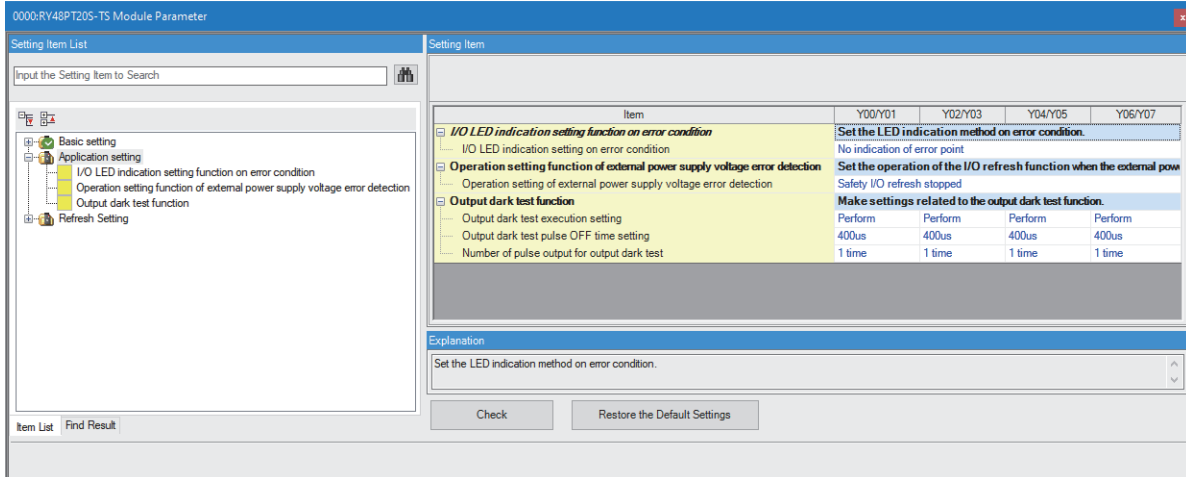 0000:RY48PT20S-TS Module Parameter
x
Setting Item List
Input the Setting Item to Search
Basic setting
Application setting
I/O LED indication setting function on error condition
Operation setting function of external power supply voltage error detection
Output dark test function
Refresh Setting
Item List Find Result
Setting Item
Item Y00/Y01 Y02/Y03 Y04/Y05 Y06/Y07
I/O LED indication setting function on error condition Set the LED indication method on error condition.
I/O LED indication setting on error condition No indication of error point
Operation setting function of external power supply voltage error detection Set the operation of the I/O refresh function when the external pow
Operation setting of external power supply voltage error detection Safety I/O refresh stopped
Output dark test function Make settings related to the output dark test function.
Output dark test execution setting Perform Perform Perform Perform
Output dark test pulse OFF time setting 400us 400us 400us 400us
Number of pulse output for output dark test 1 time 1 time 1 time 1 time
Explanation
Set the LED indication method on error condition.
Check Restore the Default Settings